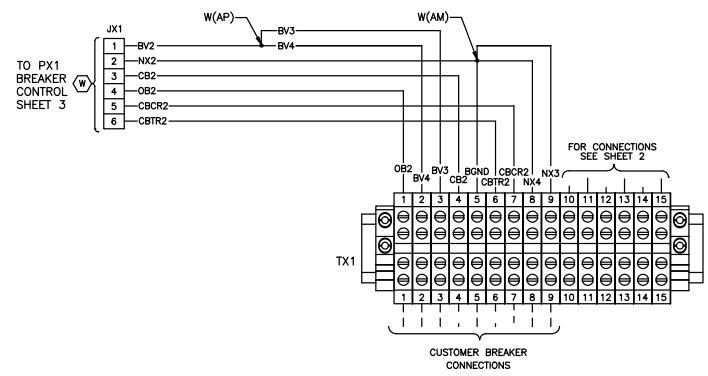 W(AP)
W(AM)
JX1
BV3
1 BV2 BV4
2 NX2
3 CB2
4 OB2
5 CBCR2
6 CBTR2
TO PX1
BREAKER
CONTROL
SHEET 3
W
FOR CONNECTIONS
SEE SHEET 2
OB2 BV4 BV3 CB2 BGND CBTR2 CBCR2 NX4 NX3
1 2 3 4 5 6 7 8 9 10 11 12 13 14 15
TX1
1 2 3 4 5 6 7 8 9 10 11 12 13 14 15
CUSTOMER BREAKER
CONNECTIONS